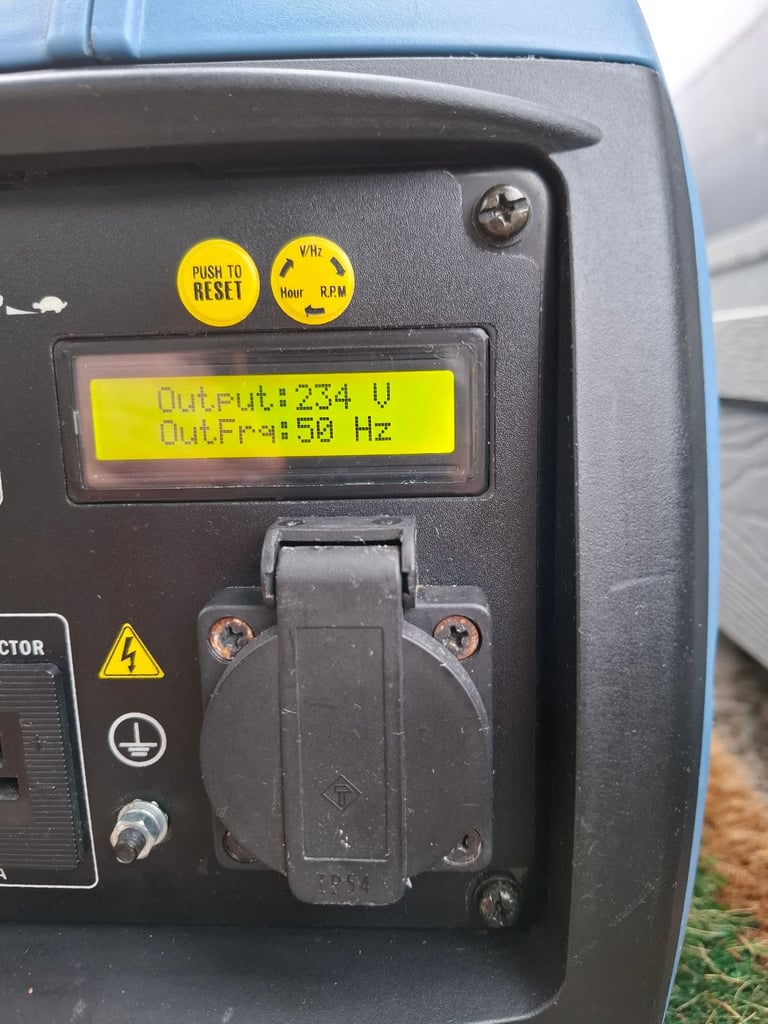 PUSH TO
RESET
V/Hz
Hour R.P.M
Output:234 V
OutFrq:50 Hz
CTOR
A
IP54